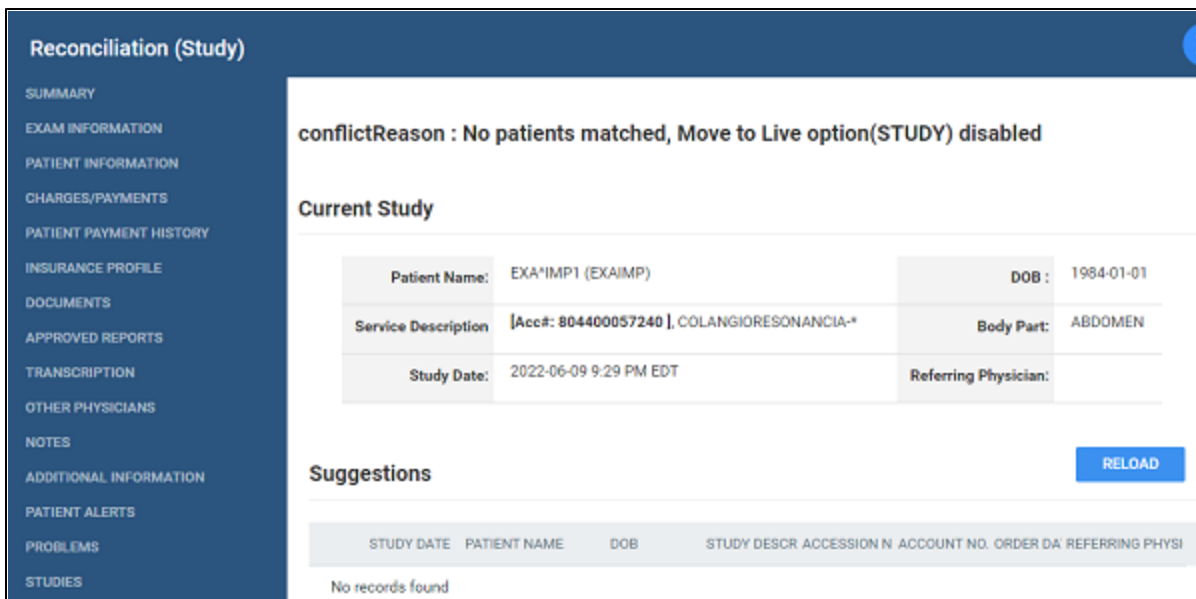 Reconciliation (Study)
SUMMARY
EXAM INFORMATION
PATIENT INFORMATION
CHARGES/PAYMENTS
PATIENT PAYMENT HISTORY
INSURANCE PROFILE
DOCUMENTS
APPROVED REPORTS
TRANSCRIPTION
OTHER PHYSICIANS
NOTES
ADDITIONAL INFORMATION
PATIENT ALERTS
PROBLEMS
STUDIES
conflictReason : No patients matched, Move to Live option(STUDY) disabled
Current Study
Patient Name: EXA^IMP1 (EXAIMP) DOB : 1984-01-01
Service Description [Acc#: 804400057240 ], COLANGIORESONANCIA-* Body Part: ABDOMEN
Study Date: 2022-06-09 9:29 PM EDT Referring Physician:
Suggestions
RELOAD
STUDY DATE PATIENT NAME DOB STUDY DESCR ACCESSION N ACCOUNT NO. ORDER DA REFERRING PHYSI
No records found